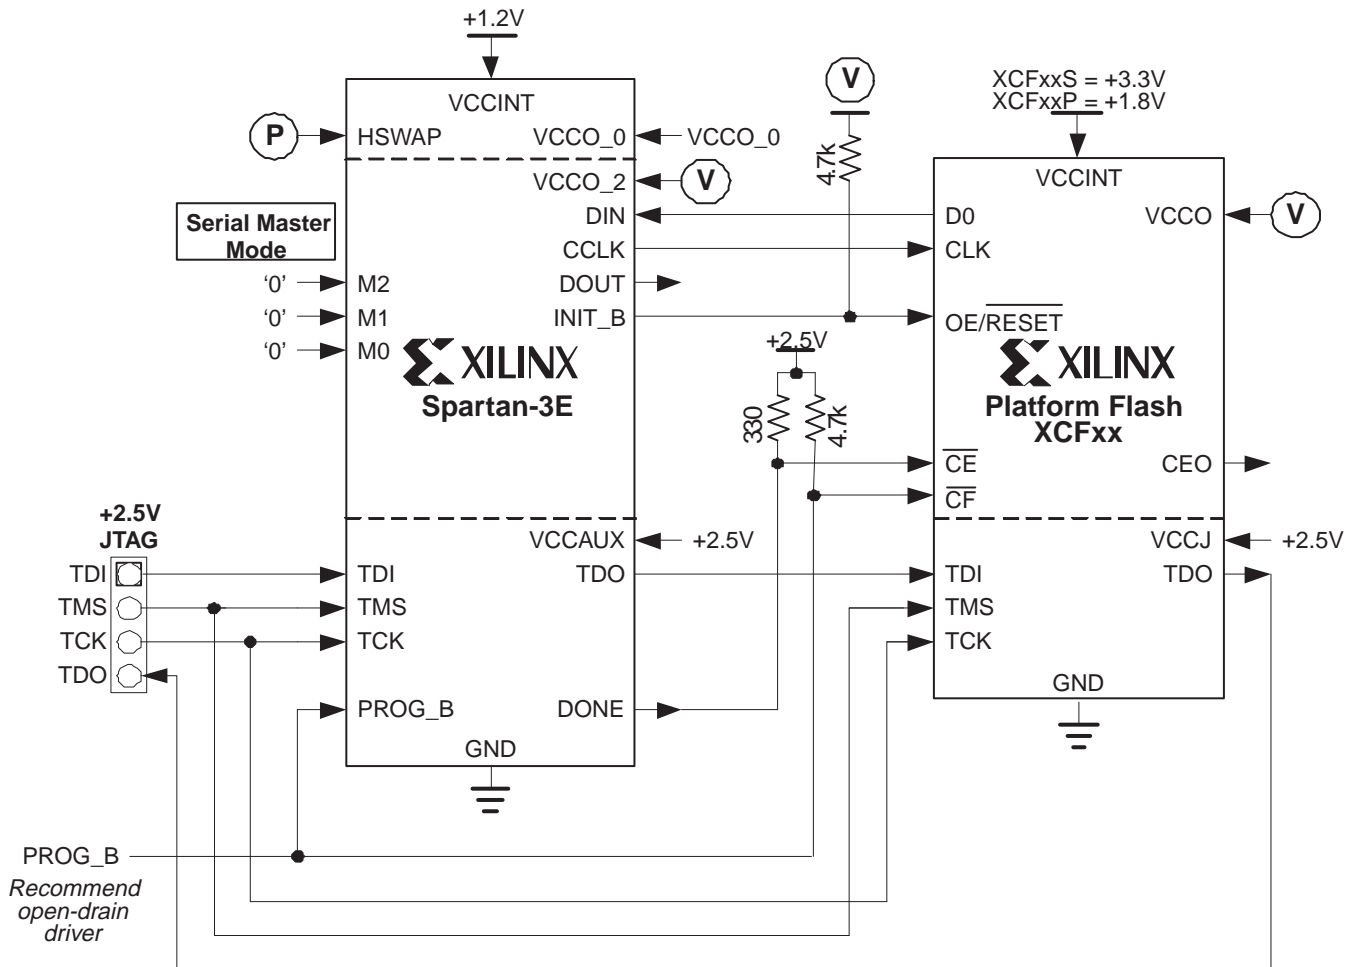 +1.2V
XCFxxS = +3.3V
XCFxxP = +1.8V
V
P
VCCINT
HSWAP
VCCO_0
VCCO_0
4.7k
VCCINT
VCCO_2
V
Serial Master
Mode
DIN
D0
VCCO
V
CCLK
CLK
'0'
M2
DOUT
'0'
M1
INIT_B
OE/RESET
'0'
M0
+2.5V
XILINX
Spartan-3E
XILINX
Platform Flash
XCFxx
330
4.7k
CE
CEO
CF
+2.5V
JTAG
VCCAUX
+2.5V
VCCJ
+2.5V
TDI
TDI
TDO
TDI
TDO
TMS
TMS
TMS
TCK
TCK
TCK
TDO
GND
PROG_B
DONE
GND
PROG_B
Recommend
open-drain
driver